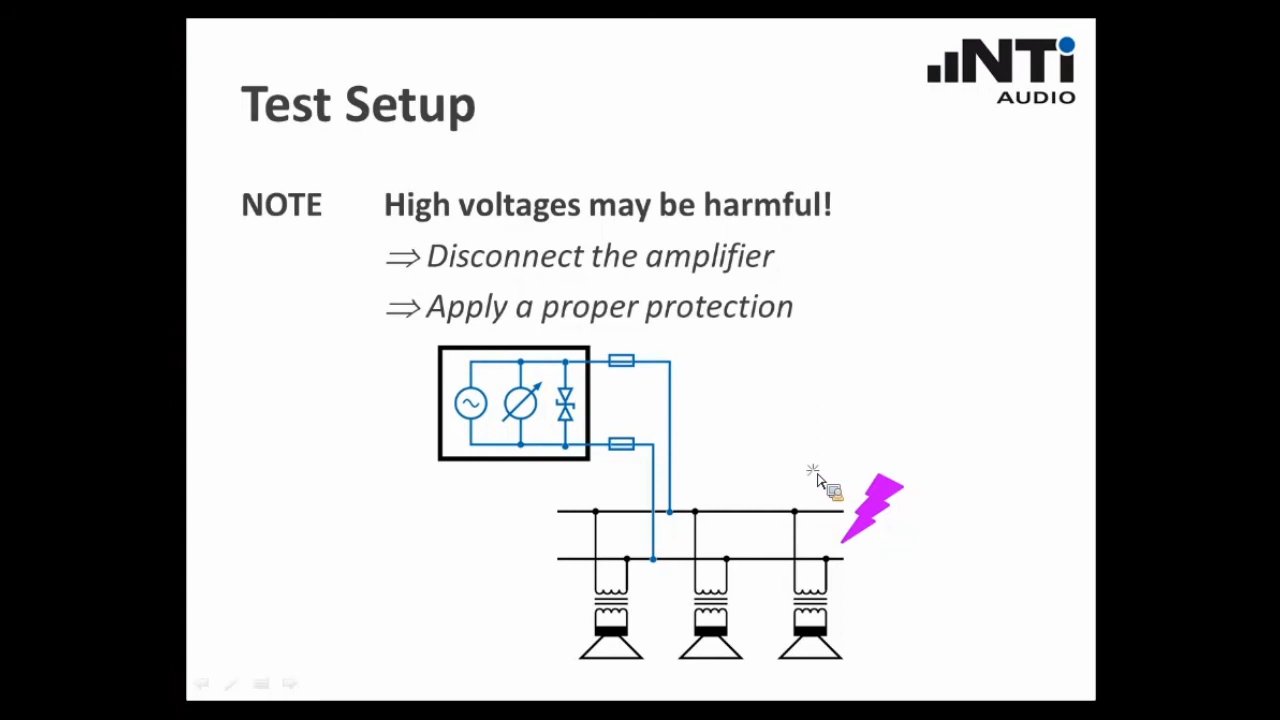 NTi
AUDIO
Test Setup
NOTE High voltages may be harmful!
⇒ Disconnect the amplifier
⇒ Apply a proper protection